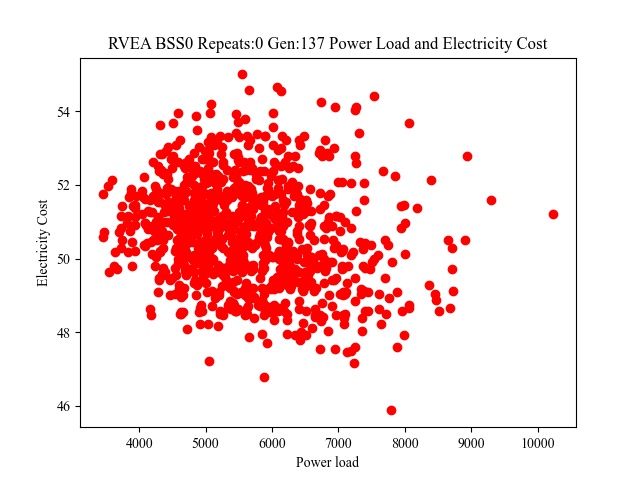 RVEA BSS0 Repeats:0 Gen:137 Power Load and Electricity Cost
54
52
50
48
46
Electricity Cost
4000 5000 6000 7000 8000 9000 10000
Power load